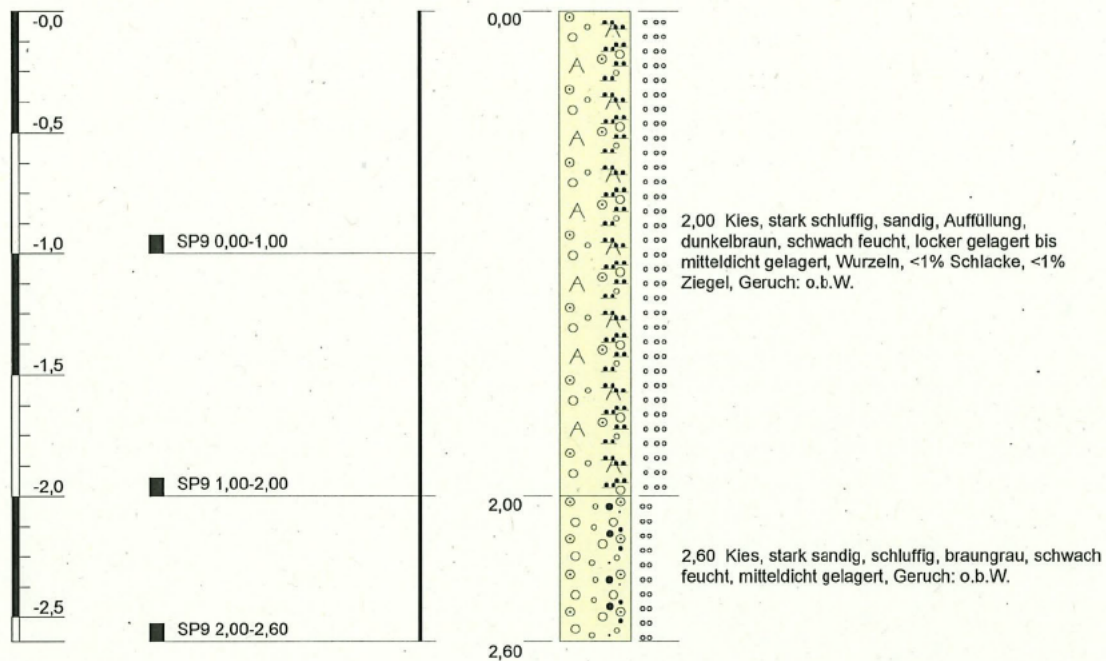 -0,0
-0,5
-1,0
-1,5
-2,0
-2,5
SP9 0,00-1,00
SP9 1,00-2,00
SP9 2,00-2,60
0,00
2,00
2,60
2,00 Kies, stark schluffig, sandig, Auffüllung,
dunkelbraun, schwach feucht, locker gelagert bis
mitteldicht gelagert, Wurzeln, <1% Schlacke, <1%
Ziegel, Geruch: o.b.W.
2,60 Kies, stark sandig, schluffig, braungrau, schwach
feucht, mitteldicht gelagert, Geruch: o.b.W.